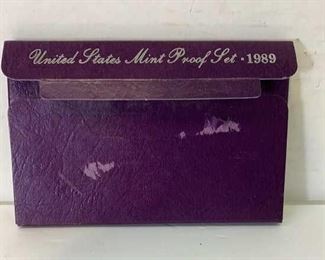 United States Mint Proof Set • 1989